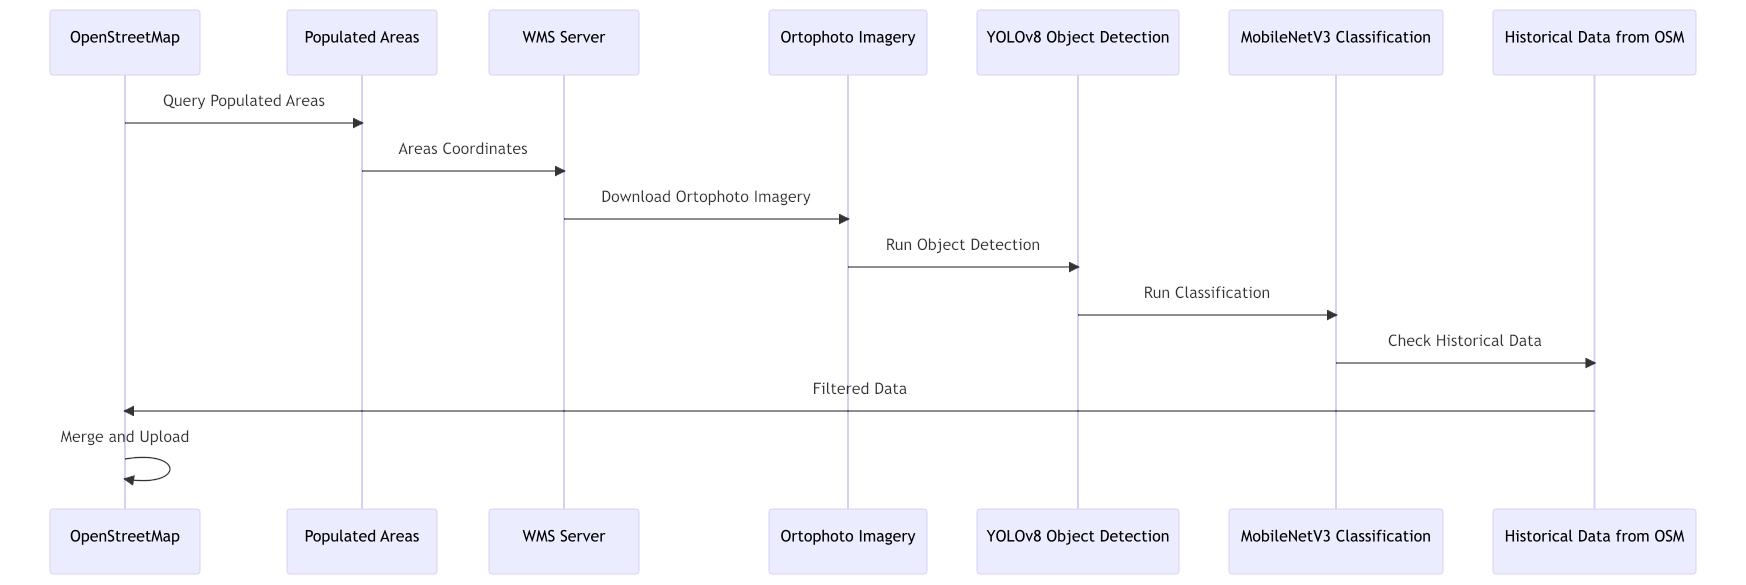 OpenStreetMap
Populated Areas
WMS Server
Ortophoto Imagery
YOLOv8 Object Detection
MobileNetV3 Classification
Historical Data from OSM
Query Populated Areas
Areas Coordinates
Download Ortophoto Imagery
Run Object Detection
Run Classification
Check Historical Data
Filtered Data
Merge and Upload
OpenStreetMap
Populated Areas
WMS Server
Ortophoto Imagery
YOLOv8 Object Detection
MobileNetV3 Classification
Historical Data from OSM